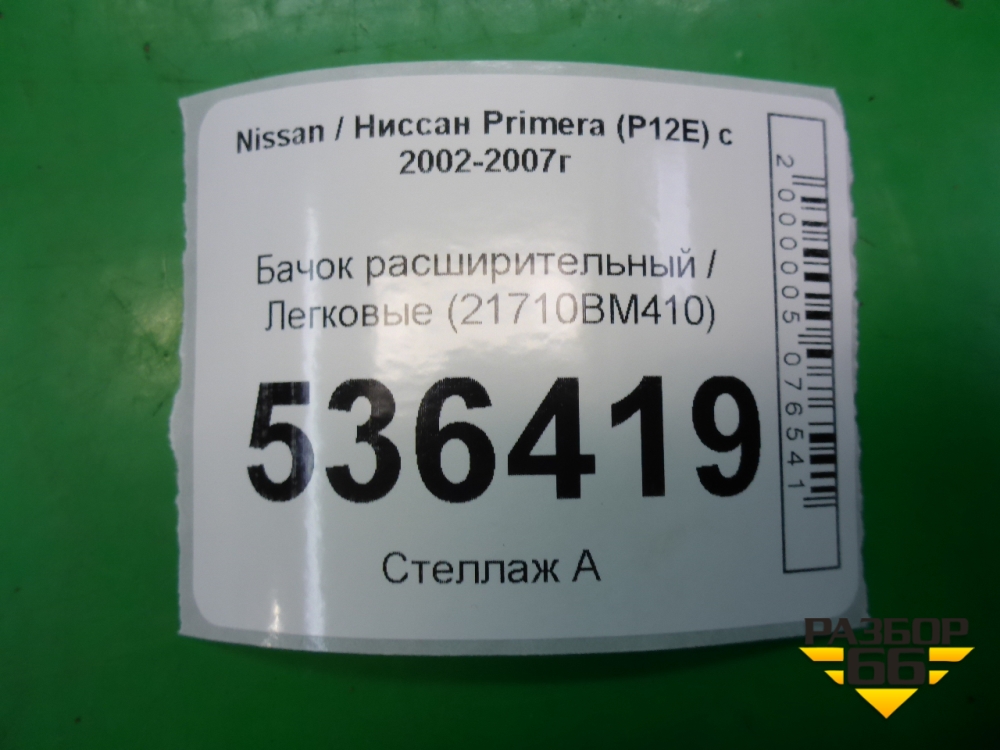 Nissan / Ниссан Primera (P12E) с
2002-2007г
Бачок расширительный /
Легковые (21710BM410)
536419
Стеллаж А
2000005076541
РАЗБОР
66